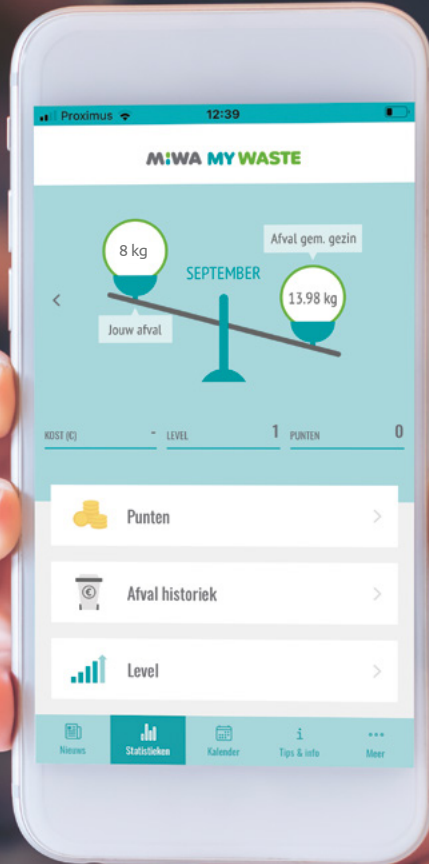 Proximus 12:39
MiWA MY WASTE
8 kg
Afval gem. gezin
SEPTEMBER
13.98 kg
Jouw afval
KOST (€) - LEVEL 1 PUNTEN 0
Punten
€
Afval historiek
Level
Nieuws Statistieken Kalender Tips & info Meer